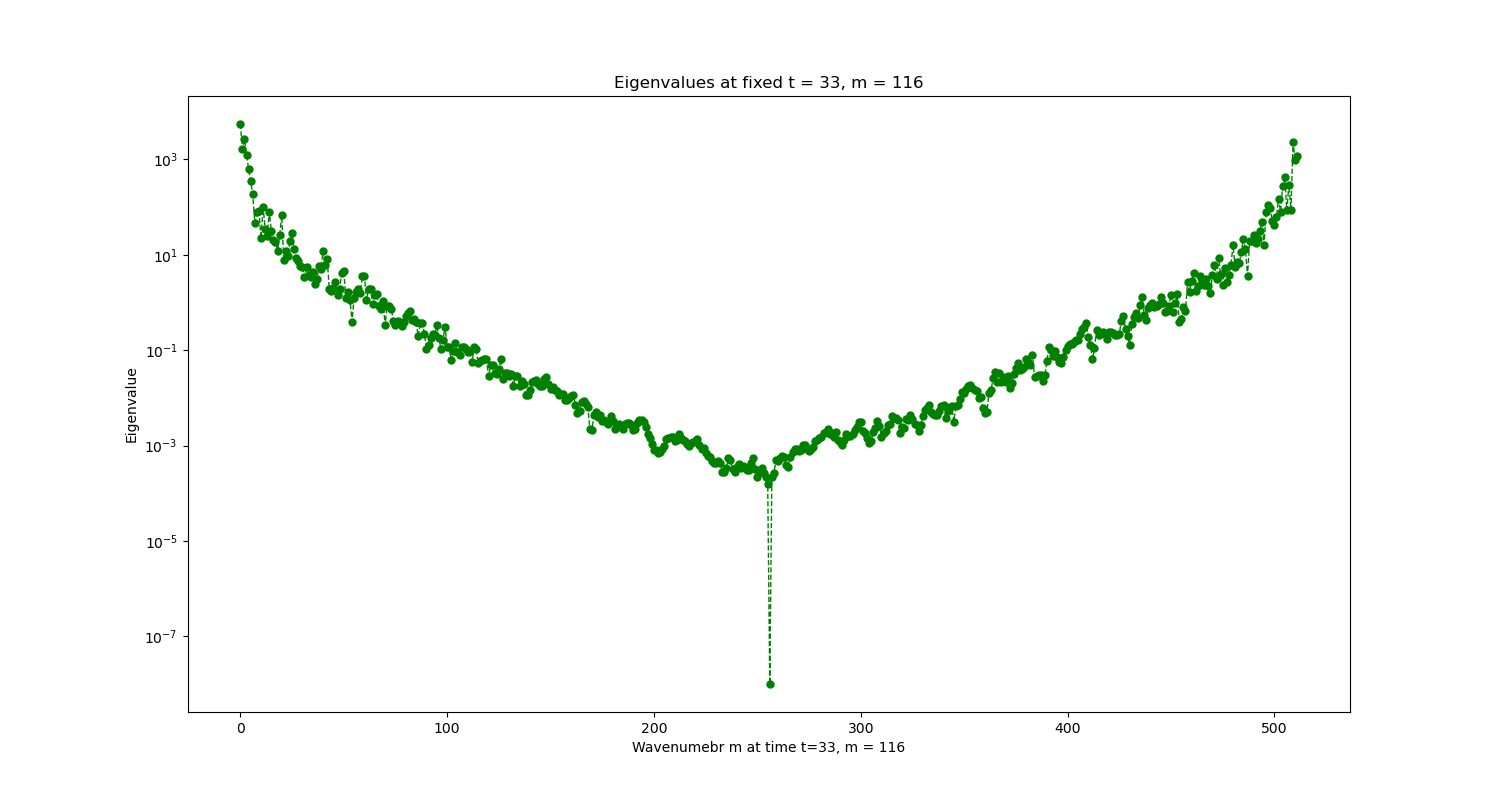 Eigenvalues at fixed t = 33, m = 116
10^3
10^1
10^−1
10^−3
10^−5
10^−7
Eigenvalue
0 100 200 300 400 500
Wavenumebr m at time t=33, m = 116